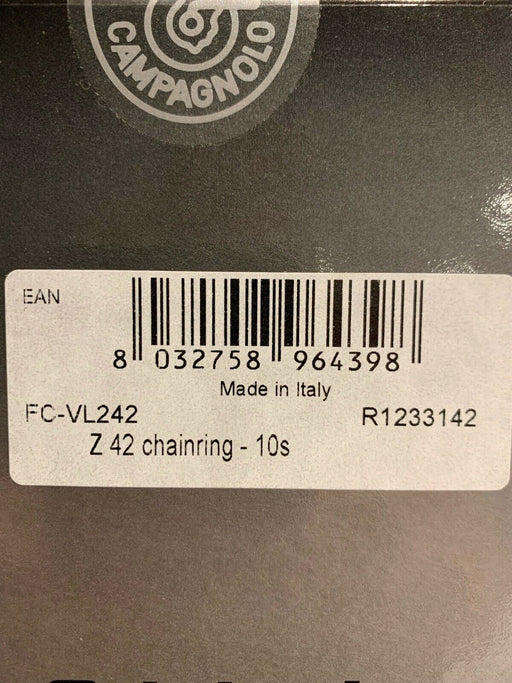 CAMPAGNOLO
EAN
8 032758 964398
Made in Italy
FC-VL242 R1233142
Z 42 chainring - 10s